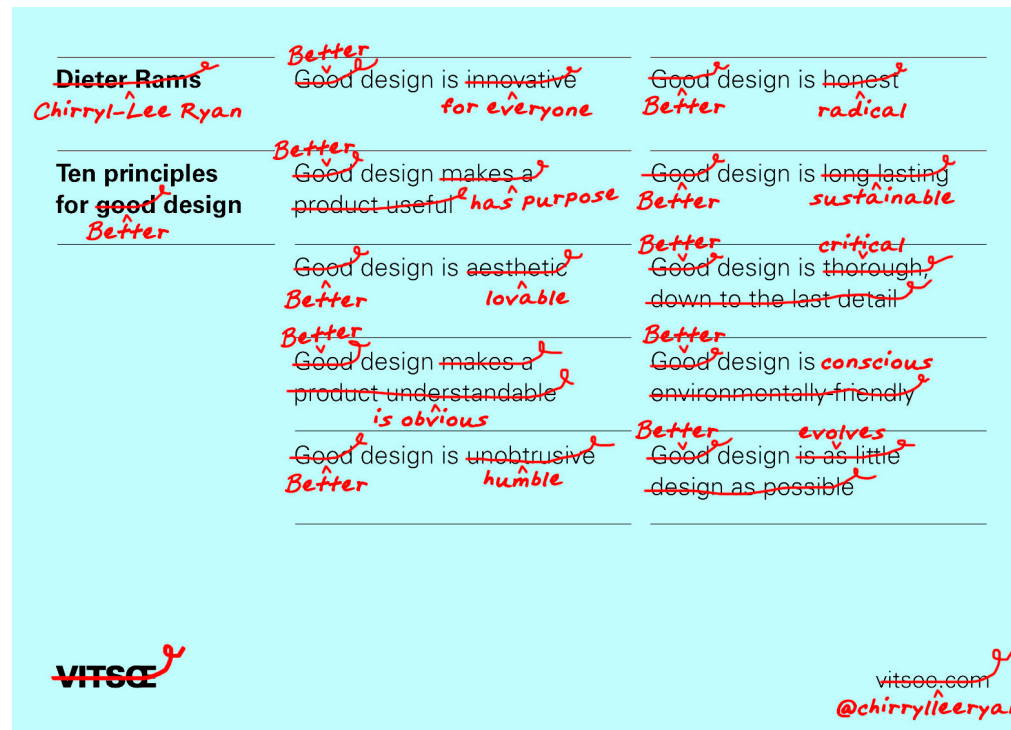 Dieter Rams
Chirryl-Lee Ryan
Ten principles
for good design
Better
Better
Good design is innovative
for everyone
Better
Good design makes a
product useful has purpose
Good design is aesthetic
Better lovable
Better
Good design makes a
product understandable
is obvious
Good design is unobtrusive
Better humble
Good design is honest
Better radical
Good design is long lasting
Better sustainable
Better critical
Good design is thorough,
down to the last detail
Better
Good design is conscious
environmentally-friendly
Better evolves
Good design is as little
design as possible
VITSŒ
vitsoe.com